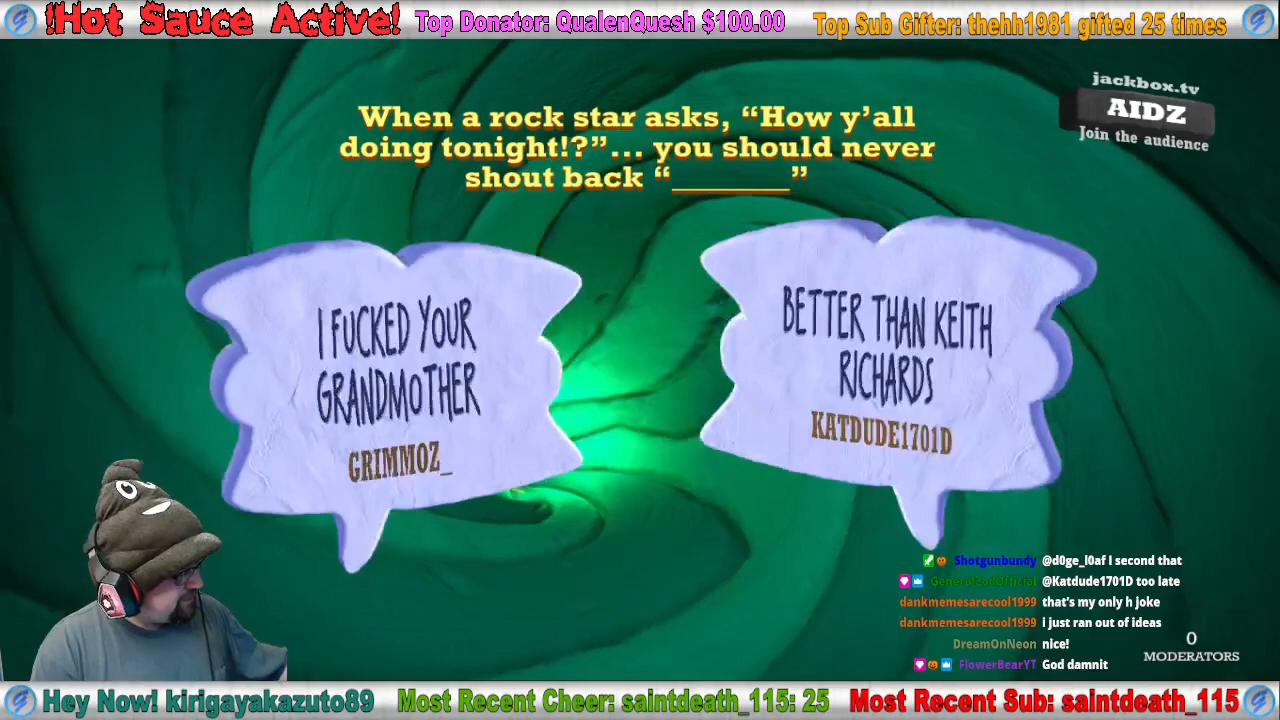 !Hot Sauce Active!
Top Donator: QualenQuesh $100.00
Top Sub Gifter: thehh1981 gifted 25 times
jackbox.tv
AIDZ
Join the audience
When a rock star asks, “How y’all
doing tonight!?”... you should never
shout back “________”
I FUCKED YOUR
GRANDMOTHER
GRIMMOZ_
BETTER THAN KEITH
RICHARDS
KATDUDE1701D
Shotgunbundy @d0ge_l0af I second that
GeneralZodOfficial @Katdude1701D too late
dankmemesarecool1999 that's my only h joke
dankmemesarecool1999 i just ran out of ideas
DreamOnNeon nice!
FlowerBearYT God damnit
0
MODERATORS
Hey Now! kirigayakazuto89
Most Recent Cheer: saintdeath_115: 25
Most Recent Sub: saintdeath_115